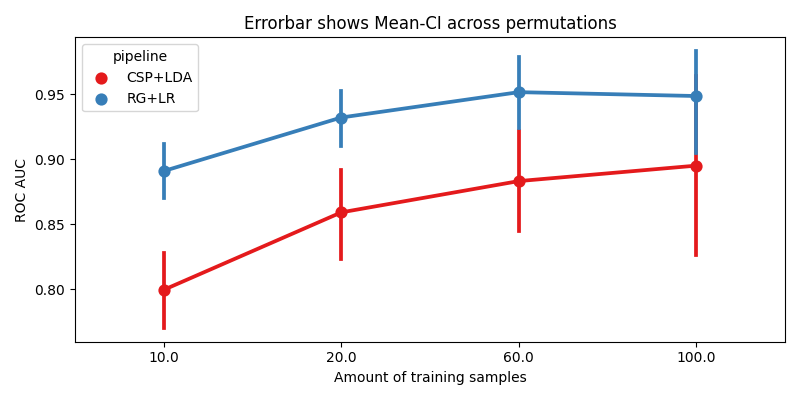 Errorbar shows Mean-CI across permutations
pipeline
CSP+LDA
RG+LR
ROC AUC
0.95
0.90
0.85
0.80
10.0 20.0 60.0 100.0
Amount of training samples